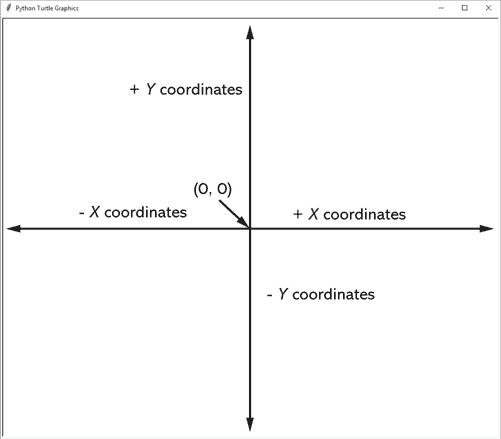 Python Turtle Graphics
+ Y coordinates
(0, 0)
- X coordinates
+ X coordinates
- Y coordinates